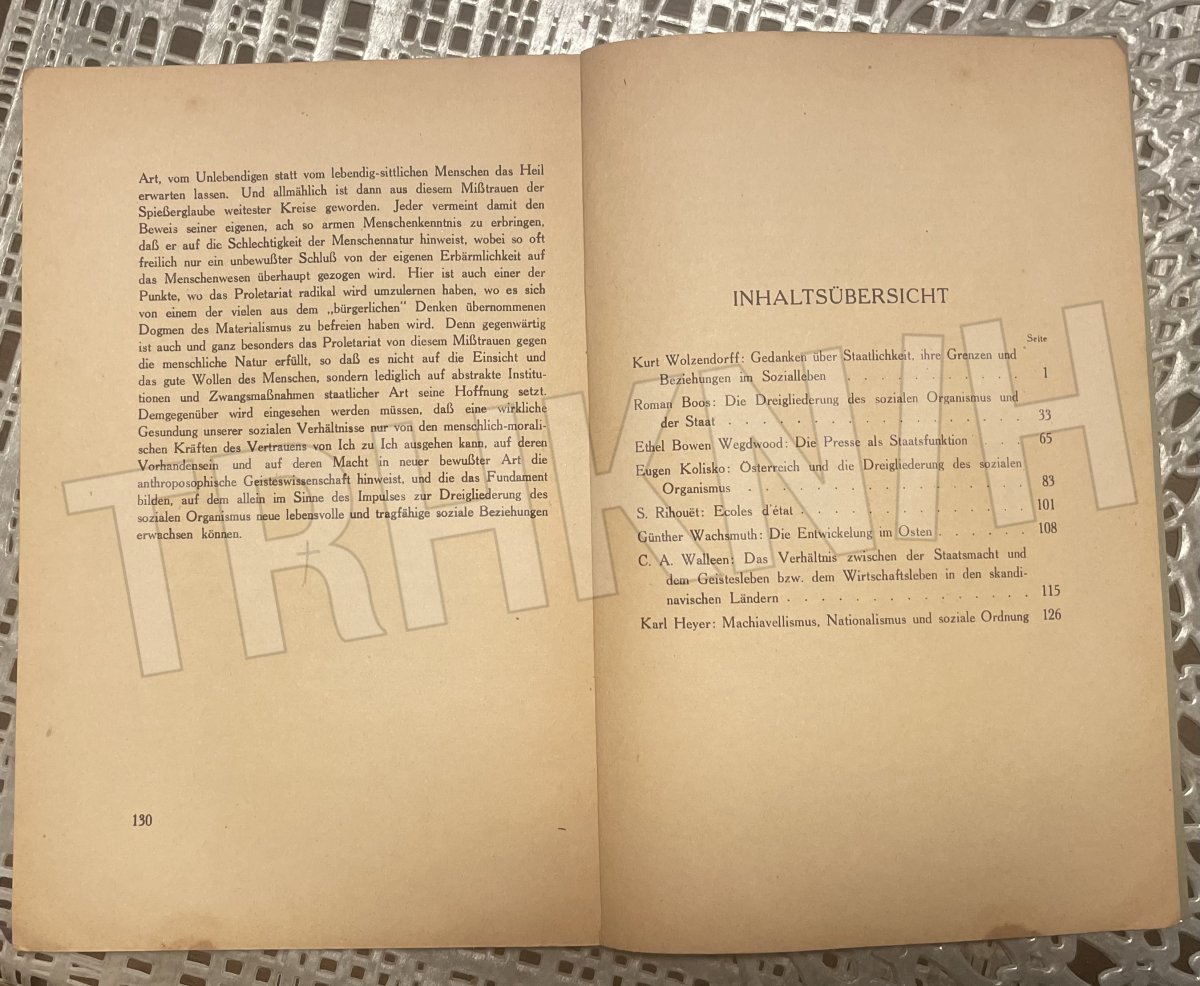 Art, vom Unlebendigen statt vom lebendig-sittlichen Menschen das Heil
erwarten lassen. Und allmählich ist dann aus diesem Mißtrauen der
Spießerglaube weitester Kreise geworden. Jeder vermeint damit den
Beweis seiner eigenen, ach so armen Menschenkenntnis zu erbringen,
daß er auf die Schlechtigkeit der Menschennatur hinweist, wobei so oft
freilich nur ein unbewußter Schluß von der eigenen Erbärmlichkeit auf
das Menschenwesen überhaupt gezogen wird. Hier ist auch einer der
Punkte, wo das Proletariat radikal wird umzulernen haben, wo es sich
von einem der vielen aus dem „bürgerlichen“ Denken übernommenen
Dogmen des Materialismus zu befreien haben wird. Denn gegenwärtig
ist auch und ganz besonders das Proletariat von diesem Mißtrauen gegen
die menschliche Natur erfüllt, so daß es nicht auf die Einsicht und
das gute Wollen des Menschen, sondern lediglich auf abstrakte Institu-
tionen und Zwangsmaßnahmen staatlicher Art seine Hoffnung setzt.
Demgegenüber wird eingesehen werden müssen, daß eine wirkliche
Gesundung unserer sozialen Verhältnisse nur von den menschlich-morali-
schen Kräften des Vertrauens von Ich zu Ich ausgehen kann, auf deren
Vorhandensein und auf deren Macht in neuer bewußter Art die
anthroposophische Geisteswissenschaft hinweist, und die das Fundament
bilden, auf dem allein im Sinne des Impulses zur Dreigliederung des
sozialen Organismus neue lebensvolle und tragfähige soziale Beziehungen
erwachsen können.
130
INHALTSÜBERSICHT
Seite
Kurt Wolzendorff: Gedanken über Staatlichkeit, ihre Grenzen und
Beziehungen im Sozialleben . . . . . . . . . . . 1
Roman Boos: Die Dreigliederung des sozialen Organismus und
der Staat . . . . . . . . . . . . . . . 33
Ethel Bowen Wegdwood: Die Presse als Staatsfunktion . . . 65
Eugen Kolisko: Österreich und die Dreigliederung des sozialen
Organismus . . . . . . . . . . . . . . 83
S. Rihouët: Ecoles d'état . . . . . . . . . . . . . 101
Günther Wachsmuth: Die Entwickelung im Osten . . . . . . 108
C. A. Walleen: Das Verhältnis zwischen der Staatsmacht und
dem Geistesleben bzw. dem Wirtschaftsleben in den skandi-
navischen Ländern . . . . . . . . . . . . . 115
Karl Heyer: Machiavellismus, Nationalismus und soziale Ordnung 126
TRHKN/H